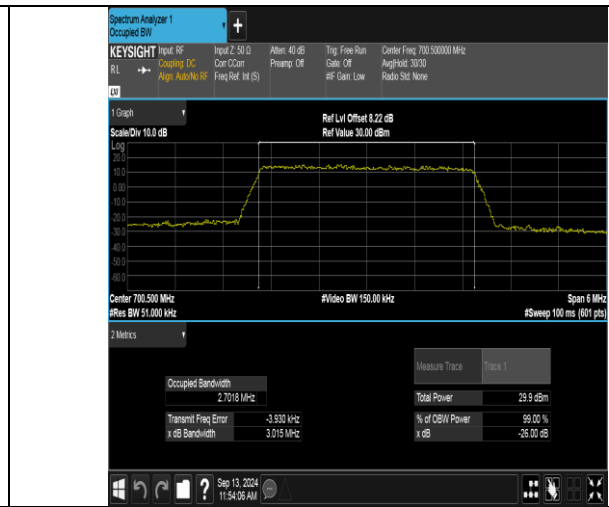 Spectrum Analyzer 1
Occupied BW
KEYSIGHT Input: RF Input Z: 50 Ω Atten: 40 dB Trig: Free Run Center Freq: 700.500000 MHz
RL Coupling: DC Corr CCorr Preamp: Off Gate: Off Avg|Hold: 30/30
Align: Auto/No RF Freq Ref: Int (S) #IF Gain: Low Radio Std: None
LXI
1 Graph Ref Lvl Offset 8.22 dB
Scale/Div 10.0 dB Ref Value 30.00 dBm
Log
20.0
10.0
0.00
-10.0
-20.0
-30.0
-40.0
-50.0
-60.0
Center 700.500 MHz #Video BW 150.00 kHz Span 6 MHz
#Res BW 51.000 kHz #Sweep 100 ms (601 pts)
2 Metrics
Measure Trace Trace 1
Occupied Bandwidth
2.7018 MHz Total Power 29.9 dBm
Transmit Freq Error -3.930 kHz % of OBW Power 99.00 %
x dB Bandwidth 3.015 MHz x dB -26.00 dB
? Sep 13, 2024
11:54:06 AM